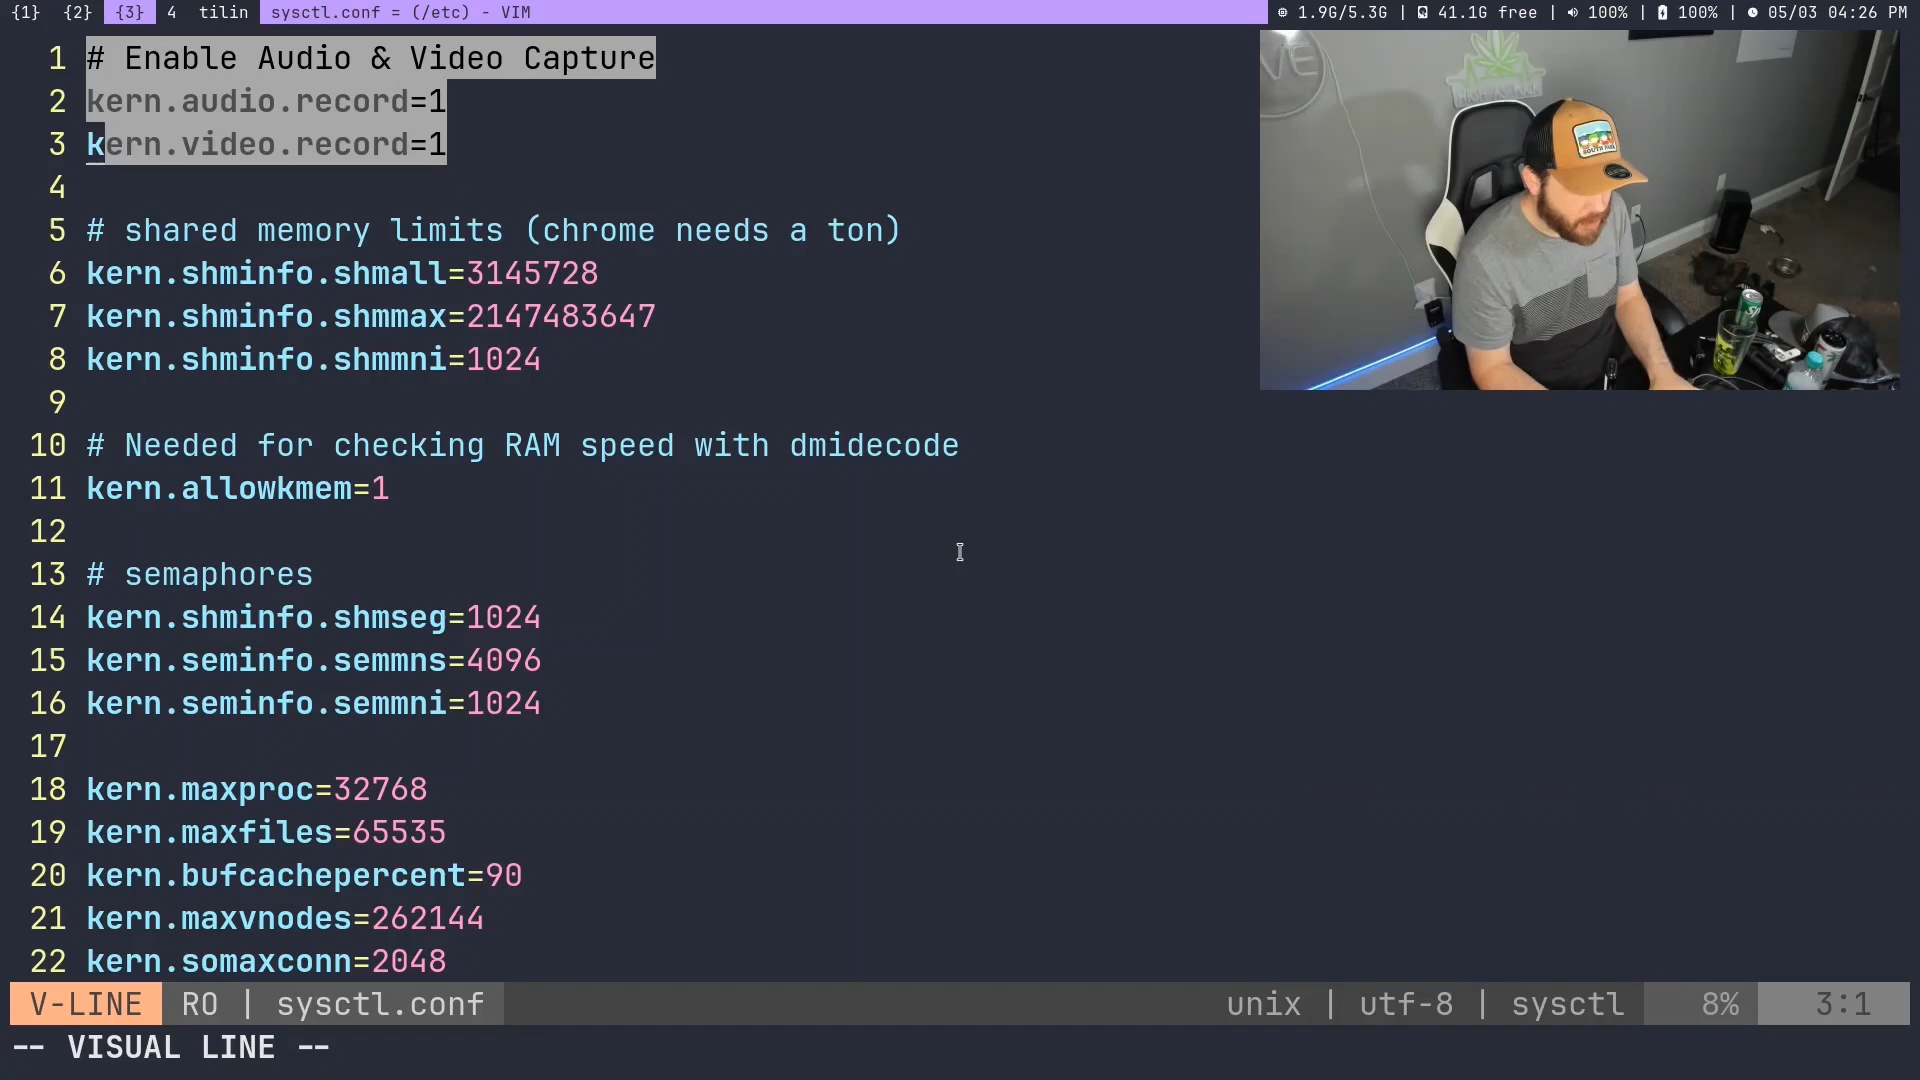 {1} {2} {3} 4 tilin sysctl.conf = (/etc) - VIM 1.9G/5.3G | 41.1G free | 100% | 100% | 05/03 04:26 PM
1 # Enable Audio & Video Capture
2 kern.audio.record=1
3 kern.video.record=1
4
5 # shared memory limits (chrome needs a ton)
6 kern.shminfo.shmall=3145728
7 kern.shminfo.shmmax=2147483647
8 kern.shminfo.shmmni=1024
9
10 # Needed for checking RAM speed with dmidecode
11 kern.allowkmem=1
12
13 # semaphores
14 kern.shminfo.shmseg=1024
15 kern.seminfo.semmns=4096
16 kern.seminfo.semmni=1024
17
18 kern.maxproc=32768
19 kern.maxfiles=65535
20 kern.bufcachepercent=90
21 kern.maxvnodes=262144
22 kern.somaxconn=2048
V-LINE RO | sysctl.conf unix | utf-8 | sysctl 8% 3:1
-- VISUAL LINE --
SOUTH PARK